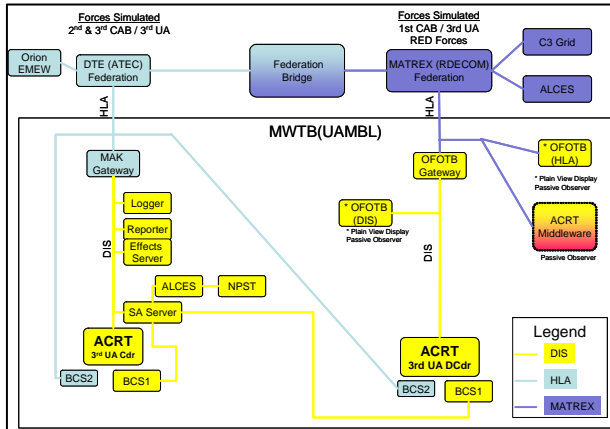 Forces Simulated
2nd & 3rd CAB / 3rd UA
Forces Simulated
1st CAB / 3rd UA
RED Forces
Orion
EMEW
DTE (ATEC)
Federation
Federation
Bridge
MATREX (RDECOM)
Federation
C3 Grid
ALCES
HLA
HLA
MWTB(UAMBL)
MAK
Gateway
OFOTB
Gateway
* OFOTB
(HLA)
* Plain View Display
Passive Observer
Logger
* OFOTB
(DIS)
* Plain View Display
Passive Observer
ACRT
Middleware
Passive Observer
Reporter
Effects
Server
DIS
DIS
ALCES
NPST
SA Server
ACRT
3rd UA Cdr
ACRT
3rd UA DCdr
BCS2
BCS1
BCS2
BCS1
Legend
DIS
HLA
MATREX